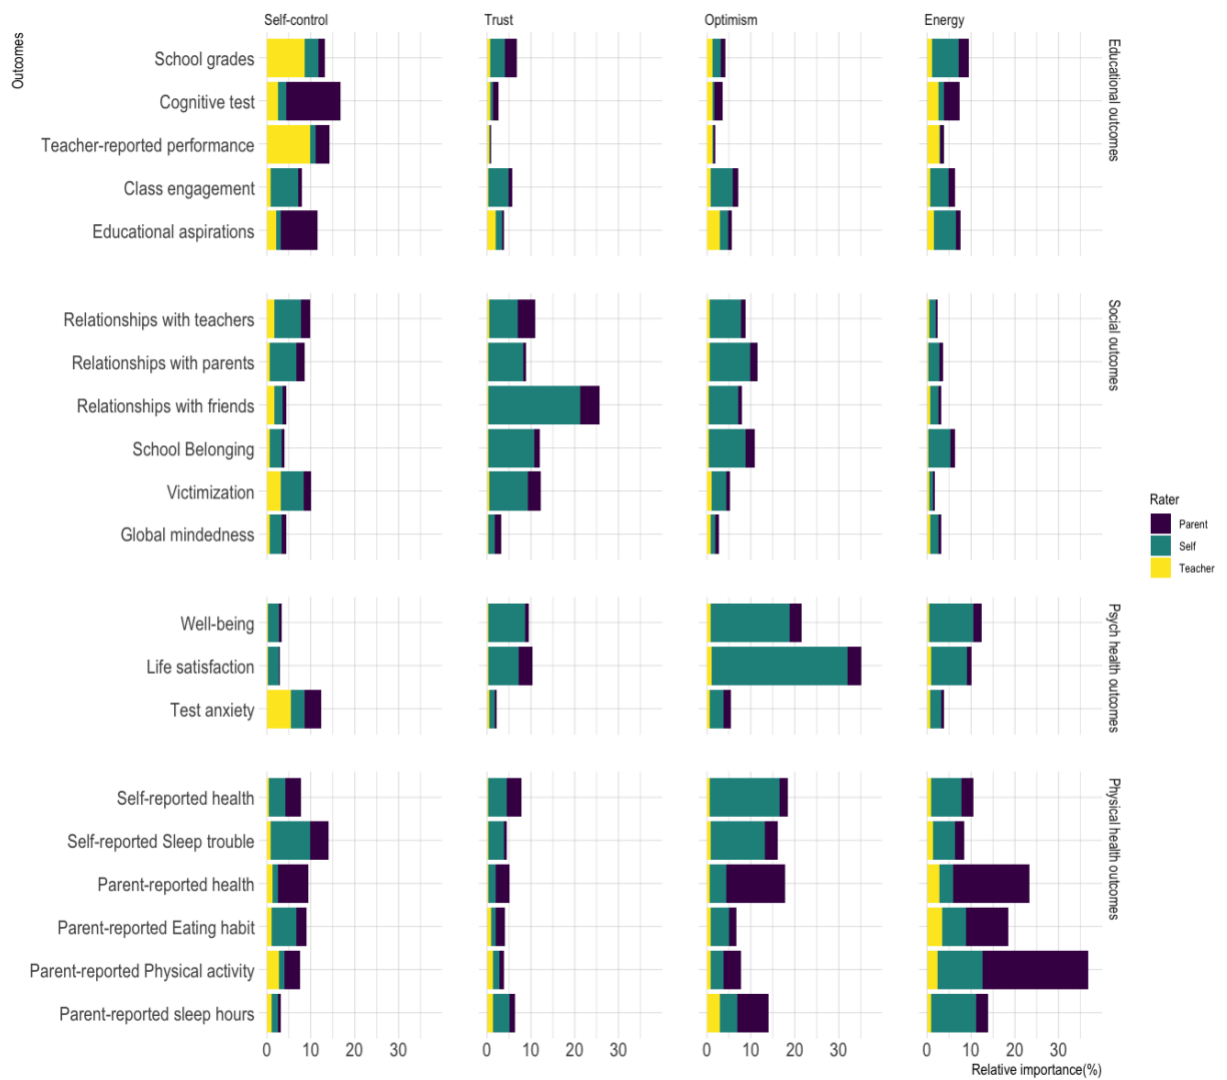 Self-control Trust Optimism Energy
Outcomes
School grades
Cognitive test
Teacher-reported performance
Class engagement
Educational aspirations
Educational outcomes
Relationships with teachers
Relationships with parents
Relationships with friends
School Belonging
Victimization
Global mindedness
Social outcomes
Well-being
Life satisfaction
Test anxiety
Psych health outcomes
Self-reported health
Self-reported Sleep trouble
Parent-reported health
Parent-reported Eating habit
Parent-reported Physical activity
Parent-reported sleep hours
Physical health outcomes
0 10 20 30 0 10 20 30 0 10 20 30 0 10 20 30
Relative importance(%)
Rater
Parent
Self
Teacher